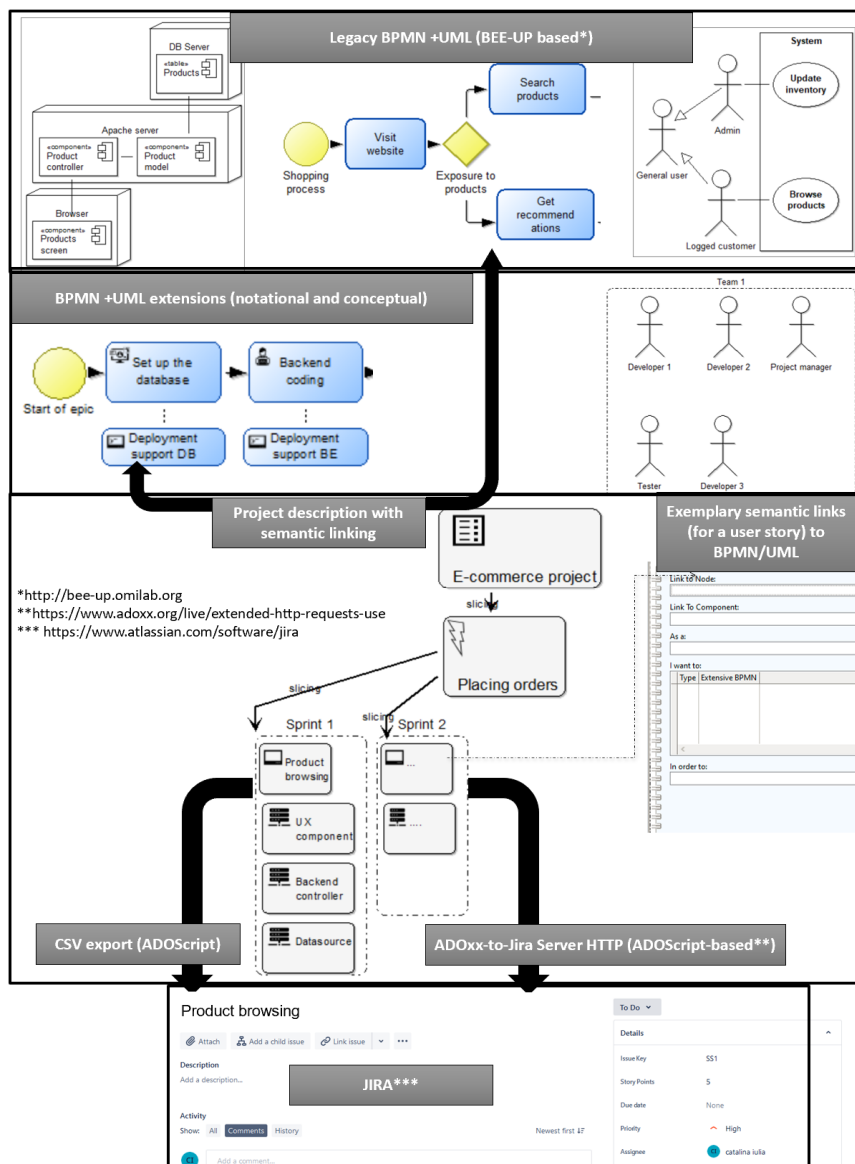 Legacy BPMN +UML (BEE-UP based*)
DB Server
«table»
Products
Apache server
«component»
Product
controller
«component»
Product
model
Browser
«component»
Products
screen
Shopping
process
Visit
website
Exposure to
products
Search
products
Get
recommend
ations
System
Update
inventory
Admin
General user
Browse
products
Logged customer
BPMN +UML extensions (notational and conceptual)
Start of epic
Set up the
database
Backend
coding
Deployment
support DB
Deployment
support BE
Team 1
Developer 1
Developer 2
Project manager
Tester
Developer 3
Project description with
semantic linking
Exemplary semantic links
(for a user story) to
BPMN/UML
*http://bee-up.omilab.org
**https://www.adoxx.org/live/extended-http-requests-use
*** https://www.atlassian.com/software/jira
E-commerce project
slicing
Placing orders
slicing
slicing
Sprint 1
Product
browsing
UX
component
Backend
controller
Datasource
Sprint 2
...
....
Link to Node:
Link To Component:
As a:
I want to:
Type
Extensive BPMN
In order to:
CSV export (ADOScript)
ADOxx-to-Jira Server HTTP (ADOScript-based**)
Product browsing
Attach
Add a child issue
Link issue
Description
Add a description...
JIRA***
Activity
Show:
All
Comments
History
Newest first
CI
Add a comment...
To Do
Details
Issue Key
SS1
Story Points
5
Due date
None
Priority
High
Assignee
CI
catalina iulia